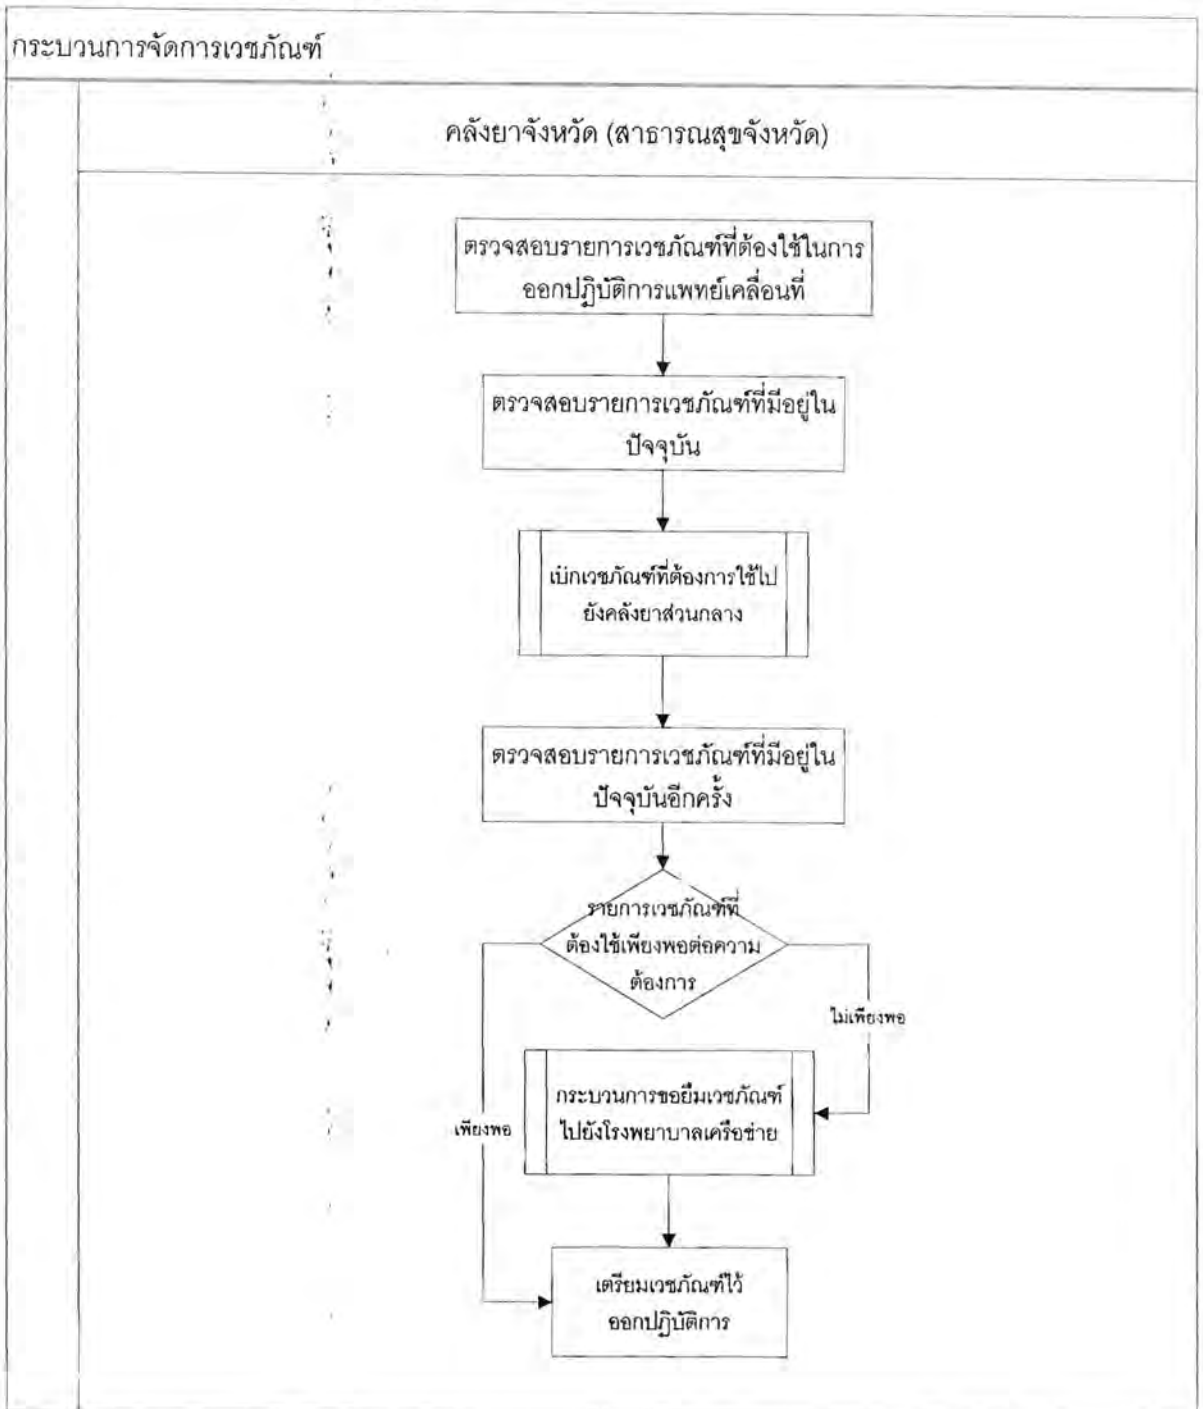 กระบวนการจัดการเวชภัณฑ์
คลังยาจังหวัด (สาธารณสุขจังหวัด)
ตรวจสอบรายการเวชภัณฑ์ที่ต้องใช้ในการ
ออกปฏิบัติการแพทย์เคลื่อนที่
ตรวจสอบรายการเวชภัณฑ์ที่มีอยู่ใน
ปัจจุบัน
เบิกเวชภัณฑ์ที่ต้องการใช้ไป
ยังคลังยาส่วนกลาง
ตรวจสอบรายการเวชภัณฑ์ที่มีอยู่ใน
ปัจจุบันอีกครั้ง
รายการเวชภัณฑ์ที่
ต้องใช้เพียงพอต่อความ
ต้องการ
ไม่เพียงพอ
กระบวนการขอยืมเวชภัณฑ์
ไปยังโรงพยาบาลเครือข่าย
เพียงพอ
เตรียมเวชภัณฑ์ไว้
ออกปฏิบัติการ